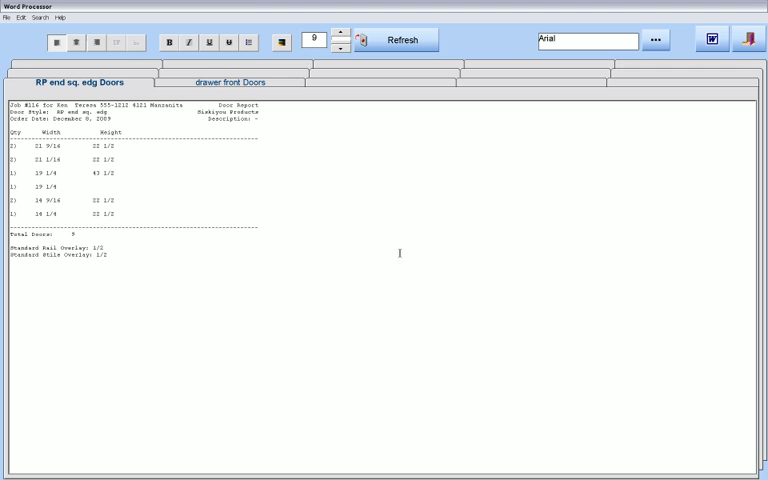 Word Processor
File Edit Search Help
B I U U
9
Refresh
Arial
...
W
RP end sq. edg Doors
drawer front Doors
Job #116 for Ken Teresa 555-1212 4121 Manzanita Door Report
Door Style: RP end sq. edg Siskiyou Products
Order Date: December 8, 2009 Description: -
Qty Width Height
2) 21 9/16 22 1/2
2) 21 1/16 22 1/2
1) 19 1/4 43 1/2
1) 19 1/4
2) 14 9/16 22 1/2
1) 14 1/4 22 1/2
Total Doors: 9
Standard Rail Overlay: 1/2
Standard Stile Overlay: 1/2